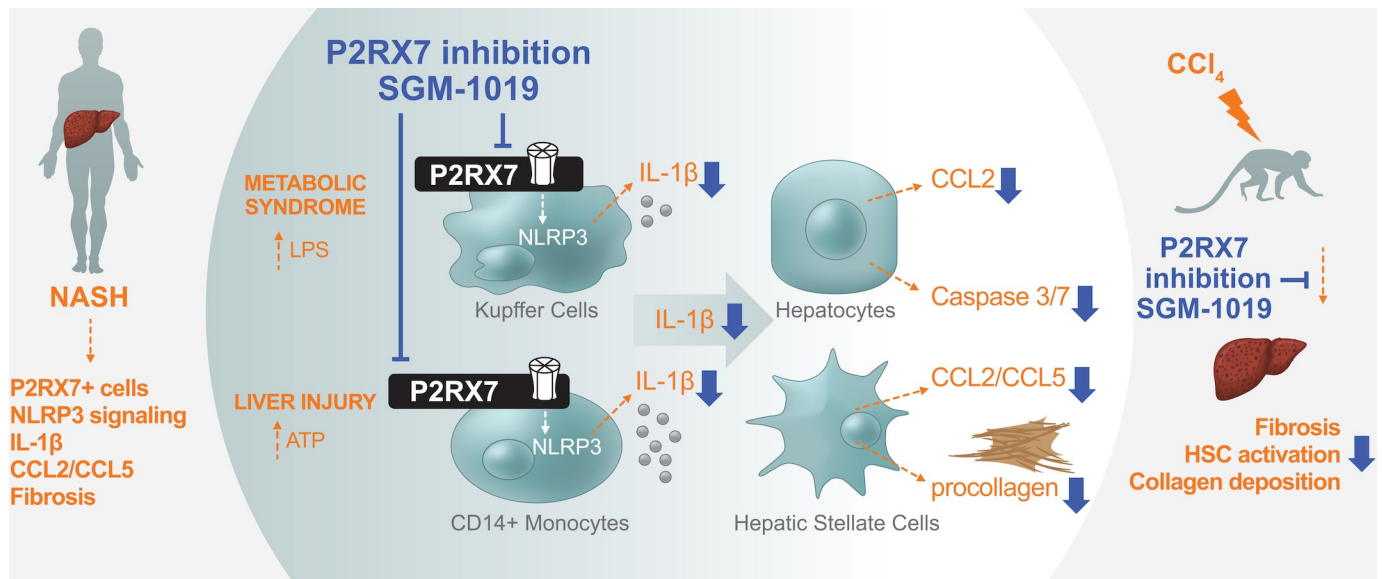 NASH
P2RX7+ cells
NLRP3 signaling
IL-1β
CCL2/CCL5
Fibrosis
P2RX7 inhibition
SGM-1019
METABOLIC
SYNDROME
LPS
P2RX7
NLRP3
IL-1β
Kupffer Cells
LIVER INJURY
ATP
P2RX7
NLRP3
IL-1β
CD14+ Monocytes
IL-1β
CCL2
Caspase 3/7
Hepatocytes
CCL2/CCL5
procollagen
Hepatic Stellate Cells
CCl4
P2RX7
inhibition
SGM-1019
Fibrosis
HSC activation
Collagen deposition